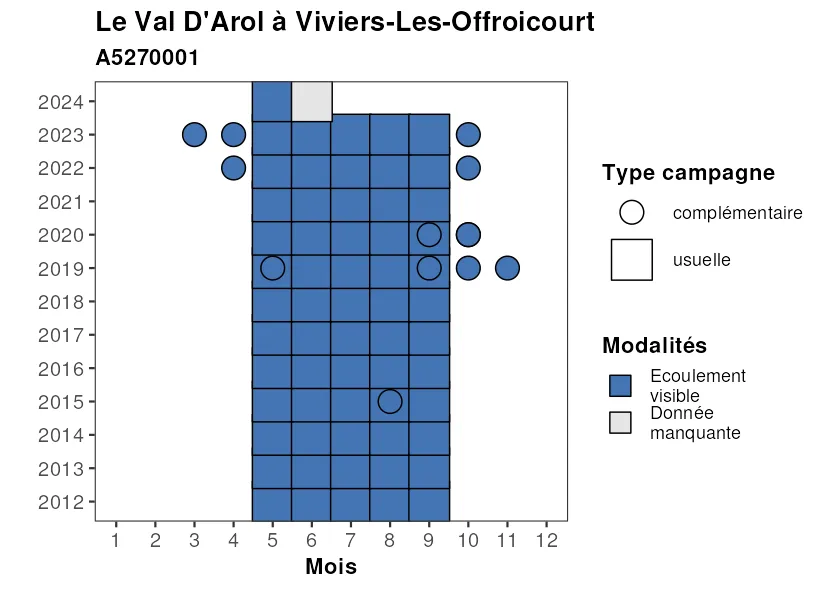 Le Val D'Arol à Viviers-Les-Offroicourt
A5270001
2024
2023
2022
2021
2020
2019
2018
2017
2016
2015
2014
2013
2012
1 2 3 4 5 6 7 8 9 10 11 12
Mois
Type campagne
complémentaire
usuelle
Modalités
Ecoulement
visible
Donnée
manquante